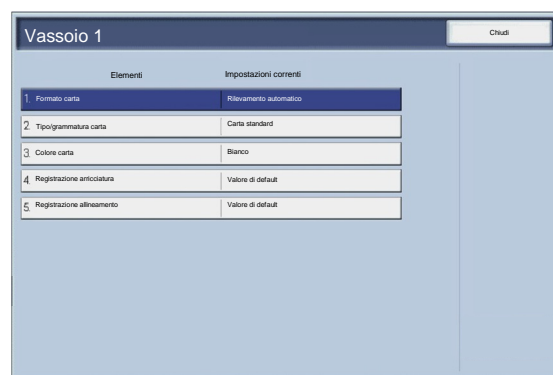 Vassoio 1
Chiudi
Elementi Impostazioni correnti
1. Formato carta Rilevamento automatico
2. Tipo/grammatura carta Carta standard
3. Colore carta Bianco
4. Registrazione arricciatura Valore di default
5. Registrazione allineamento Valore di default